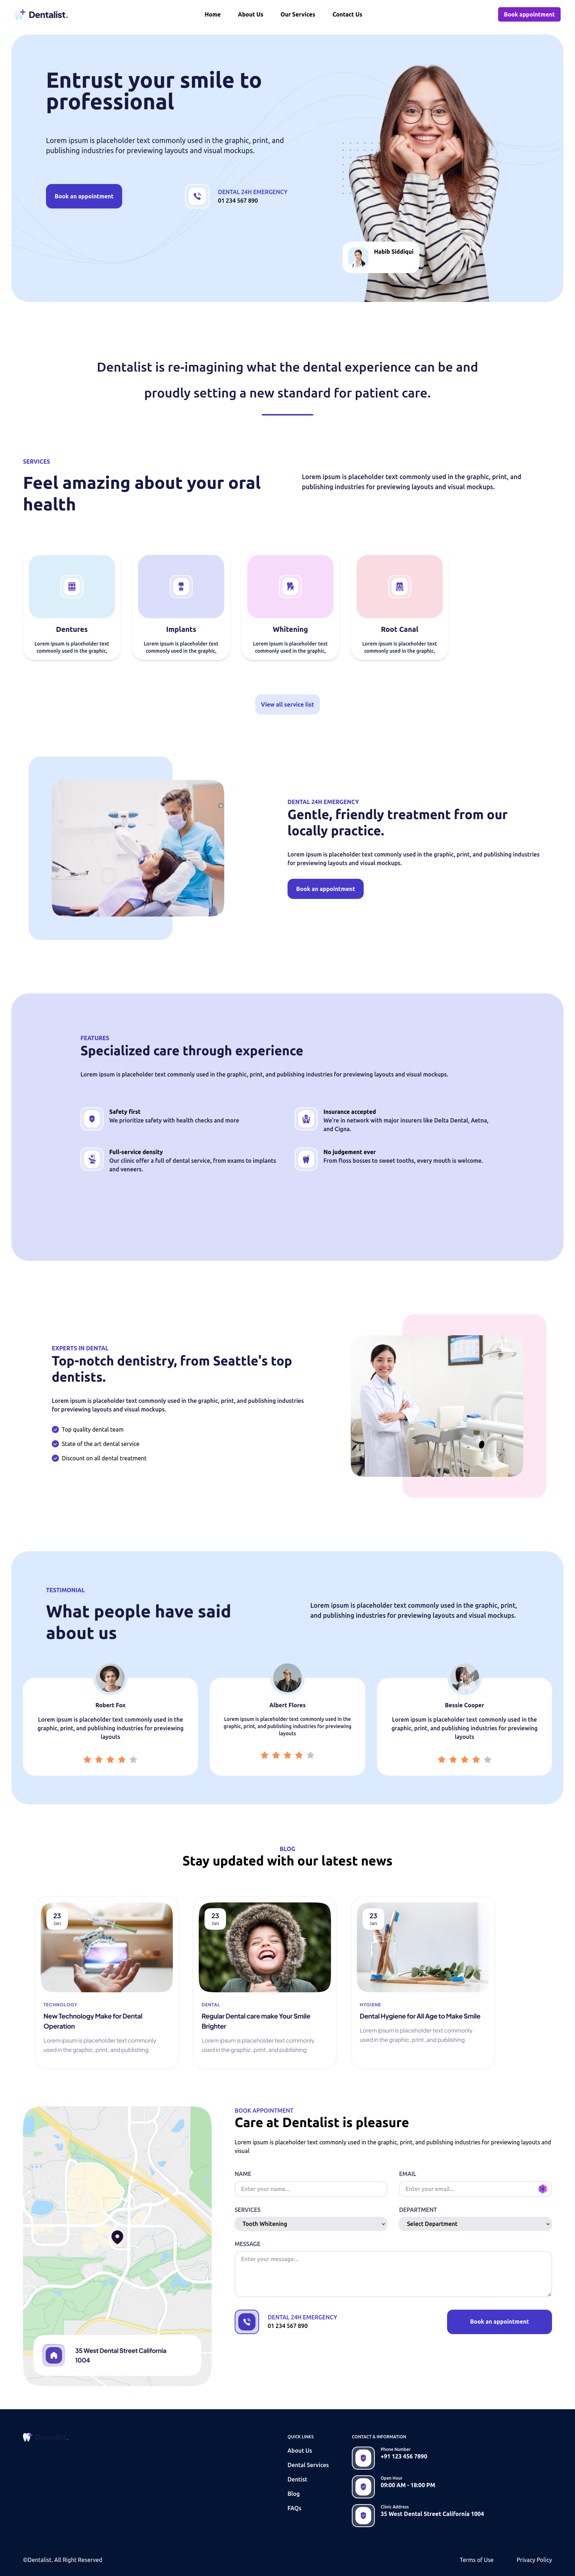 Dentalist.
Home
About Us
Our Services
Contact Us
Book appointment
Entrust your smile to
professional
Lorem ipsum is placeholder text commonly used in the graphic, print, and
publishing industries for previewing layouts and visual mockups.
Book an appointment
DENTAL 24H EMERGENCY
01 234 567 890
Habib Siddiqui
Dentalist is re-imagining what the dental experience can be and
proudly setting a new standard for patient care.
SERVICES
Feel amazing about your oral
health
Lorem ipsum is placeholder text commonly used in the graphic, print, and
publishing industries for previewing layouts and visual mockups.
Dentures
Lorem ipsum is placeholder text
commonly used in the graphic,
Implants
Lorem ipsum is placeholder text
commonly used in the graphic,
Whitening
Lorem ipsum is placeholder text
commonly used in the graphic,
Root Canal
Lorem ipsum is placeholder text
commonly used in the graphic,
View all service list
DENTAL 24H EMERGENCY
Gentle, friendly treatment from our
locally practice.
Lorem ipsum is placeholder text commonly used in the graphic, print, and publishing industries
for previewing layouts and visual mockups.
Book an appointment
FEATURES
Specialized care through experience
Lorem ipsum is placeholder text commonly used in the graphic, print, and publishing industries for previewing layouts and visual mockups.
Safety first
We prioritize safety with health checks and more
Insurance accepted
We're in network with major insurers like Delta Dental, Aetna,
and Cigna.
Full-service density
Our clinic offer a full of dental service, from exams to implants
and veneers.
No judgement ever
From floss bosses to sweet tooths, every mouth is welcome.
EXPERTS IN DENTAL
Top-notch dentistry, from Seattle's top
dentists.
Lorem ipsum is placeholder text commonly used in the graphic, print, and publishing industries
for previewing layouts and visual mockups.
Top quality dental team
State of the art dental service
Discount on all dental treatment
TESTIMONIAL
What people have said
about us
Lorem ipsum is placeholder text commonly used in the graphic, print,
and publishing industries for previewing layouts and visual mockups.
Robert Fox
Lorem ipsum is placeholder text commonly used in the
graphic, print, and publishing industries for previewing
layouts
Albert Flores
Lorem ipsum is placeholder text commonly used in the
graphic, print, and publishing industries for previewing
layouts
Bessie Cooper
Lorem ipsum is placeholder text commonly used in the
graphic, print, and publishing industries for previewing
layouts
BLOG
Stay updated with our latest news
23
Jan
TECHNOLOGY
New Technology Make for Dental
Operation
Lorem ipsum is placeholder text commonly
used in the graphic, print, and publishing
23
Jan
DENTAL
Regular Dental care make Your Smile
Brighter
Lorem ipsum is placeholder text commonly
used in the graphic, print, and publishing
23
Jan
HYGIENE
Dental Hygiene for All Age to Make Smile
Lorem ipsum is placeholder text commonly
used in the graphic, print, and publishing
35 West Dental Street California
1004
BOOK APPOINTMENT
Care at Dentalist is pleasure
Lorem ipsum is placeholder text commonly used in the graphic, print, and publishing industries for previewing layouts and
visual
NAME
Enter your name...
EMAIL
Enter your email...
SERVICES
Tooth Whitening
DEPARTMENT
Select Department
MESSAGE
Enter your message...
DENTAL 24H EMERGENCY
01 234 567 890
Book an appointment
Dentalist.
QUICK LINKS
About Us
Dental Services
Dentist
Blog
FAQs
CONTACT & INFORMATION
Phone Number
+91 123 456 7890
Open Hour
09:00 AM - 18:00 PM
Clinic Address
35 West Dental Street California 1004
©Dentalist. All Right Reserved
Terms of Use
Privacy Policy